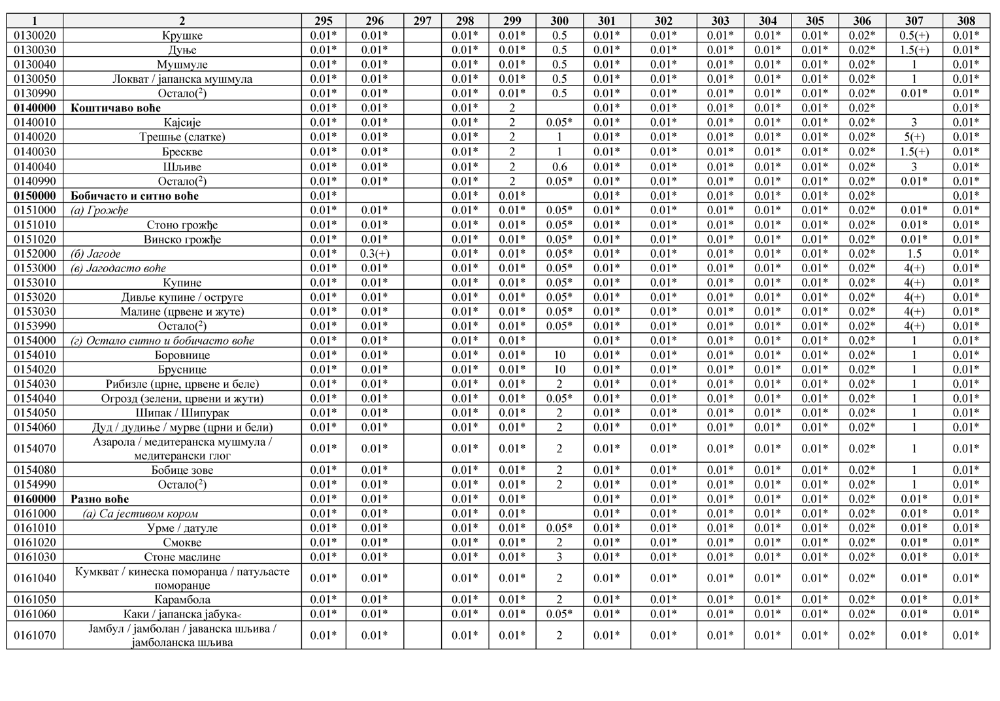 1 2 295 296 297 298 299 300 301 302 303 304 305 306 307 308
0130020 Крушке 0.01* 0.01* 0.01* 0.01* 0.5 0.01* 0.01* 0.01* 0.01* 0.01* 0.02* 0.5(+) 0.01*
0130030 Дуње 0.01* 0.01* 0.01* 0.01* 0.5 0.01* 0.01* 0.01* 0.01* 0.01* 0.02* 1.5(+) 0.01*
0130040 Мушмуле 0.01* 0.01* 0.01* 0.01* 0.5 0.01* 0.01* 0.01* 0.01* 0.01* 0.02* 1 0.01*
0130050 Локват / јапанска мушмула 0.01* 0.01* 0.01* 0.01* 0.5 0.01* 0.01* 0.01* 0.01* 0.01* 0.02* 1 0.01*
0130990 Остало(2) 0.01* 0.01* 0.01* 0.01* 0.5 0.01* 0.01* 0.01* 0.01* 0.01* 0.02* 0.01* 0.01*
0140000 Коштичаво воће 0.01* 0.01* 0.01* 2 0.01* 0.01* 0.01* 0.01* 0.01* 0.02* 0.01*
0140010 Кајсије 0.01* 0.01* 0.01* 2 0.05* 0.01* 0.01* 0.01* 0.01* 0.01* 0.02* 3 0.01*
0140020 Трешње (слатке) 0.01* 0.01* 0.01* 2 1 0.01* 0.01* 0.01* 0.01* 0.01* 0.02* 5(+) 0.01*
0140030 Брескве 0.01* 0.01* 0.01* 2 1 0.01* 0.01* 0.01* 0.01* 0.01* 0.02* 1.5(+) 0.01*
0140040 Шљиве 0.01* 0.01* 0.01* 2 0.6 0.01* 0.01* 0.01* 0.01* 0.01* 0.02* 3 0.01*
0140990 Остало(2) 0.01* 0.01* 0.01* 2 0.05* 0.01* 0.01* 0.01* 0.01* 0.01* 0.02* 0.01* 0.01*
0150000 Бобичасто и ситно воће 0.01* 0.01* 0.01* 0.01* 0.01* 0.01* 0.01* 0.01* 0.02* 0.01*
0151000 (а) Грожђе 0.01* 0.01* 0.01* 0.01* 0.05* 0.01* 0.01* 0.01* 0.01* 0.01* 0.02* 0.01* 0.01*
0151010 Стоно грожђе 0.01* 0.01* 0.01* 0.01* 0.05* 0.01* 0.01* 0.01* 0.01* 0.01* 0.02* 0.01* 0.01*
0151020 Винско грожђе 0.01* 0.01* 0.01* 0.01* 0.05* 0.01* 0.01* 0.01* 0.01* 0.01* 0.02* 0.01* 0.01*
0152000 (б) Јагоде 0.01* 0.3(+) 0.01* 0.01* 0.05* 0.01* 0.01* 0.01* 0.01* 0.01* 0.02* 1.5 0.01*
0153000 (в) Јагодасто воће 0.01* 0.01* 0.01* 0.01* 0.05* 0.01* 0.01* 0.01* 0.01* 0.01* 0.02* 4(+) 0.01*
0153010 Купине 0.01* 0.01* 0.01* 0.01* 0.05* 0.01* 0.01* 0.01* 0.01* 0.01* 0.02* 4(+) 0.01*
0153020 Дивље купине / оструге 0.01* 0.01* 0.01* 0.01* 0.05* 0.01* 0.01* 0.01* 0.01* 0.01* 0.02* 4(+) 0.01*
0153030 Малине (црвене и жуте) 0.01* 0.01* 0.01* 0.01* 0.05* 0.01* 0.01* 0.01* 0.01* 0.01* 0.02* 4(+) 0.01*
0153990 Остало(2) 0.01* 0.01* 0.01* 0.01* 0.05* 0.01* 0.01* 0.01* 0.01* 0.01* 0.02* 4(+) 0.01*
0154000 (г) Остало ситно и бобичасто воће 0.01* 0.01* 0.01* 0.01* 0.01* 0.01* 0.01* 0.01* 0.01* 0.02* 1 0.01*
0154010 Боровнице 0.01* 0.01* 0.01* 0.01* 10 0.01* 0.01* 0.01* 0.01* 0.01* 0.02* 1 0.01*
0154020 Бруснице 0.01* 0.01* 0.01* 0.01* 10 0.01* 0.01* 0.01* 0.01* 0.01* 0.02* 1 0.01*
0154030 Рибизле (црне, црвене и беле) 0.01* 0.01* 0.01* 0.01* 2 0.01* 0.01* 0.01* 0.01* 0.01* 0.02* 1 0.01*
0154040 Огрозд (зелени, црвени и жути) 0.01* 0.01* 0.01* 0.01* 0.05* 0.01* 0.01* 0.01* 0.01* 0.01* 0.02* 1 0.01*
0154050 Шипак / Шипурак 0.01* 0.01* 0.01* 0.01* 2 0.01* 0.01* 0.01* 0.01* 0.01* 0.02* 1 0.01*
0154060 Дуд / дудиње / мурве (црни и бели) 0.01* 0.01* 0.01* 0.01* 2 0.01* 0.01* 0.01* 0.01* 0.01* 0.02* 1 0.01*
0154070 Азарола / медитеранска мушмула /
медитерански глог 0.01* 0.01* 0.01* 0.01* 2 0.01* 0.01* 0.01* 0.01* 0.01* 0.02* 1 0.01*
0154080 Бобице зове 0.01* 0.01* 0.01* 0.01* 2 0.01* 0.01* 0.01* 0.01* 0.01* 0.02* 1 0.01*
0154990 Остало(2) 0.01* 0.01* 0.01* 0.01* 2 0.01* 0.01* 0.01* 0.01* 0.01* 0.02* 1 0.01*
0160000 Разно воће 0.01* 0.01* 0.01* 0.01* 0.01* 0.01* 0.01* 0.01* 0.01* 0.02* 0.01* 0.01*
0161000 (а) Са јестивом кором 0.01* 0.01* 0.01* 0.01* 0.01* 0.01* 0.01* 0.01* 0.01* 0.02* 0.01* 0.01*
0161010 Урме / датуле 0.01* 0.01* 0.01* 0.01* 0.05* 0.01* 0.01* 0.01* 0.01* 0.01* 0.02* 0.01* 0.01*
0161020 Смокве 0.01* 0.01* 0.01* 0.01* 2 0.01* 0.01* 0.01* 0.01* 0.01* 0.02* 0.01* 0.01*
0161030 Стоне маслине 0.01* 0.01* 0.01* 0.01* 3 0.01* 0.01* 0.01* 0.01* 0.01* 0.02* 0.01* 0.01*
0161040 Кумкват / кинеска поморанџа / патуљасте
поморанџе 0.01* 0.01* 0.01* 0.01* 2 0.01* 0.01* 0.01* 0.01* 0.01* 0.02* 0.01* 0.01*
0161050 Карамбола 0.01* 0.01* 0.01* 0.01* 2 0.01* 0.01* 0.01* 0.01* 0.01* 0.02* 0.01* 0.01*
0161060 Каки / јапанска јабука< 0.01* 0.01* 0.01* 0.01* 0.05* 0.01* 0.01* 0.01* 0.01* 0.01* 0.02* 0.01* 0.01*
0161070 Јамбул / јамболан / јаванска шљива /
јамболанска шљива 0.01* 0.01* 0.01* 0.01* 2 0.01* 0.01* 0.01* 0.01* 0.01* 0.02* 0.01* 0.01*